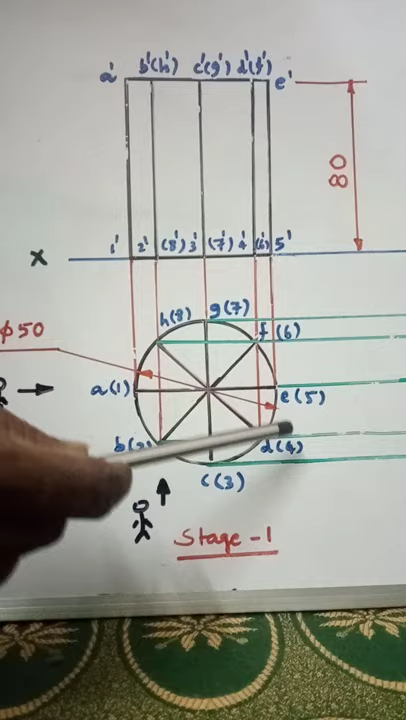 a' b'(h') c'(g') d'(f') e'
80
1' 2' (8') 3' (7') 4' (6') 5'
X
h(8) g(7)
f(6)
φ50
a(1) e(5)
b(2) d(4)
c(3)
Stage-1